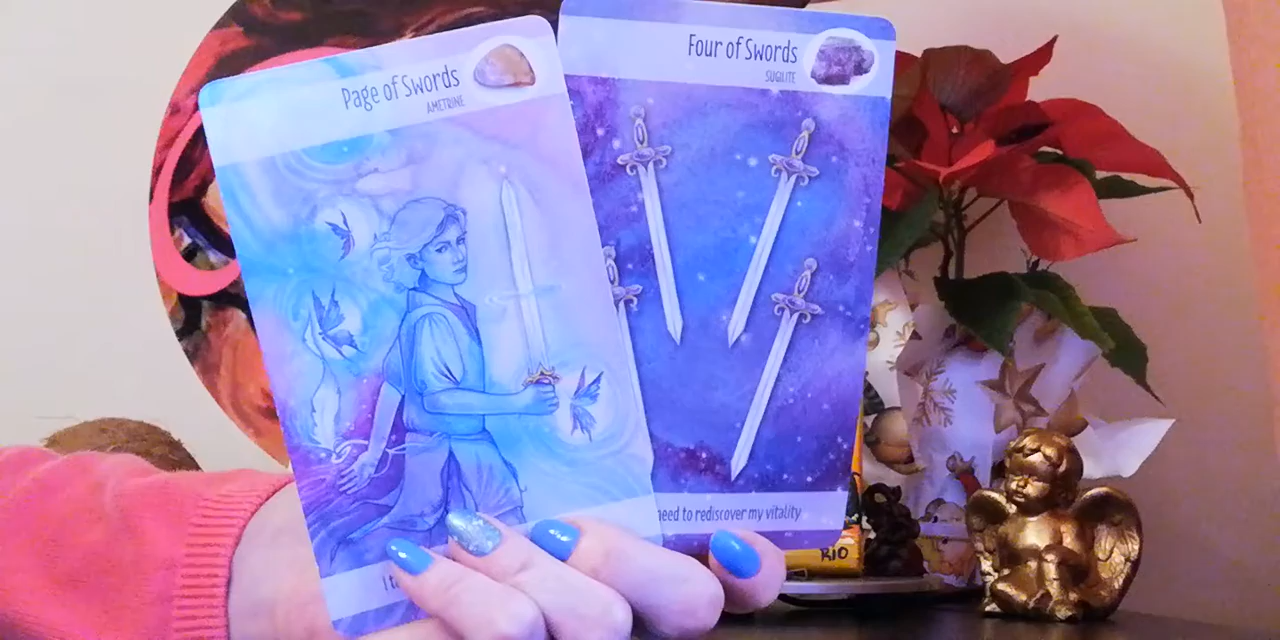 Page of Swords
AMETRINE
Four of Swords
SUGILITE
need to rediscover my vitality
I
RIO